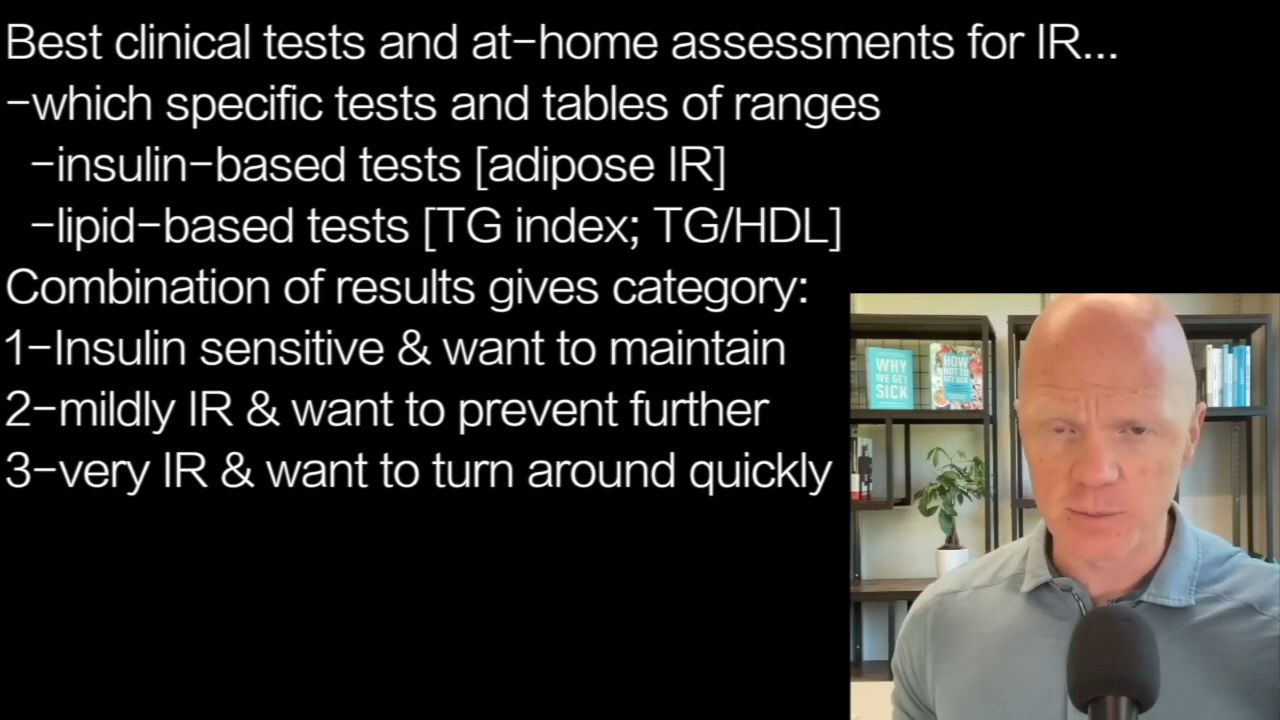 Best clinical tests and at-home assessments for IR...
-which specific tests and tables of ranges
-insulin-based tests [adipose IR]
-lipid-based tests [TG index; TG/HDL]
Combination of results gives category:
1-Insulin sensitive & want to maintain
2-mildly IR & want to prevent further
3-very IR & want to turn around quickly
WHY
WE GET
SICK
HOW
NOT TO
GET SICK